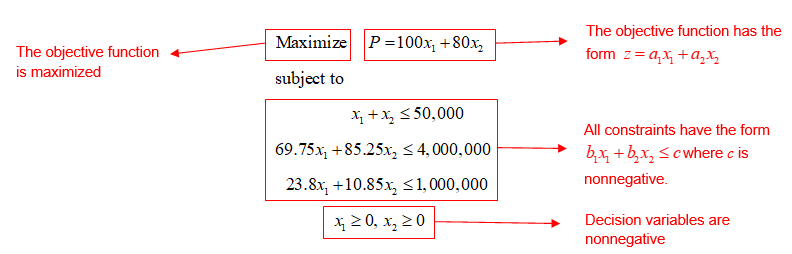 The objective function
is maximized
Maximize P = 100x₁ + 80x₂
The objective function has the
form z = a₁x₁ + a₂x₂
subject to
x₁ + x₂ ≤ 50,000
69.75x₁ + 85.25x₂ ≤ 4,000,000
23.8x₁ + 10.85x₂ ≤ 1,000,000
All constraints have the form
b₁x₁ + b₂x₂ ≤ c where c is
nonnegative.
x₁ ≥ 0, x₂ ≥ 0
Decision variables are
nonnegative